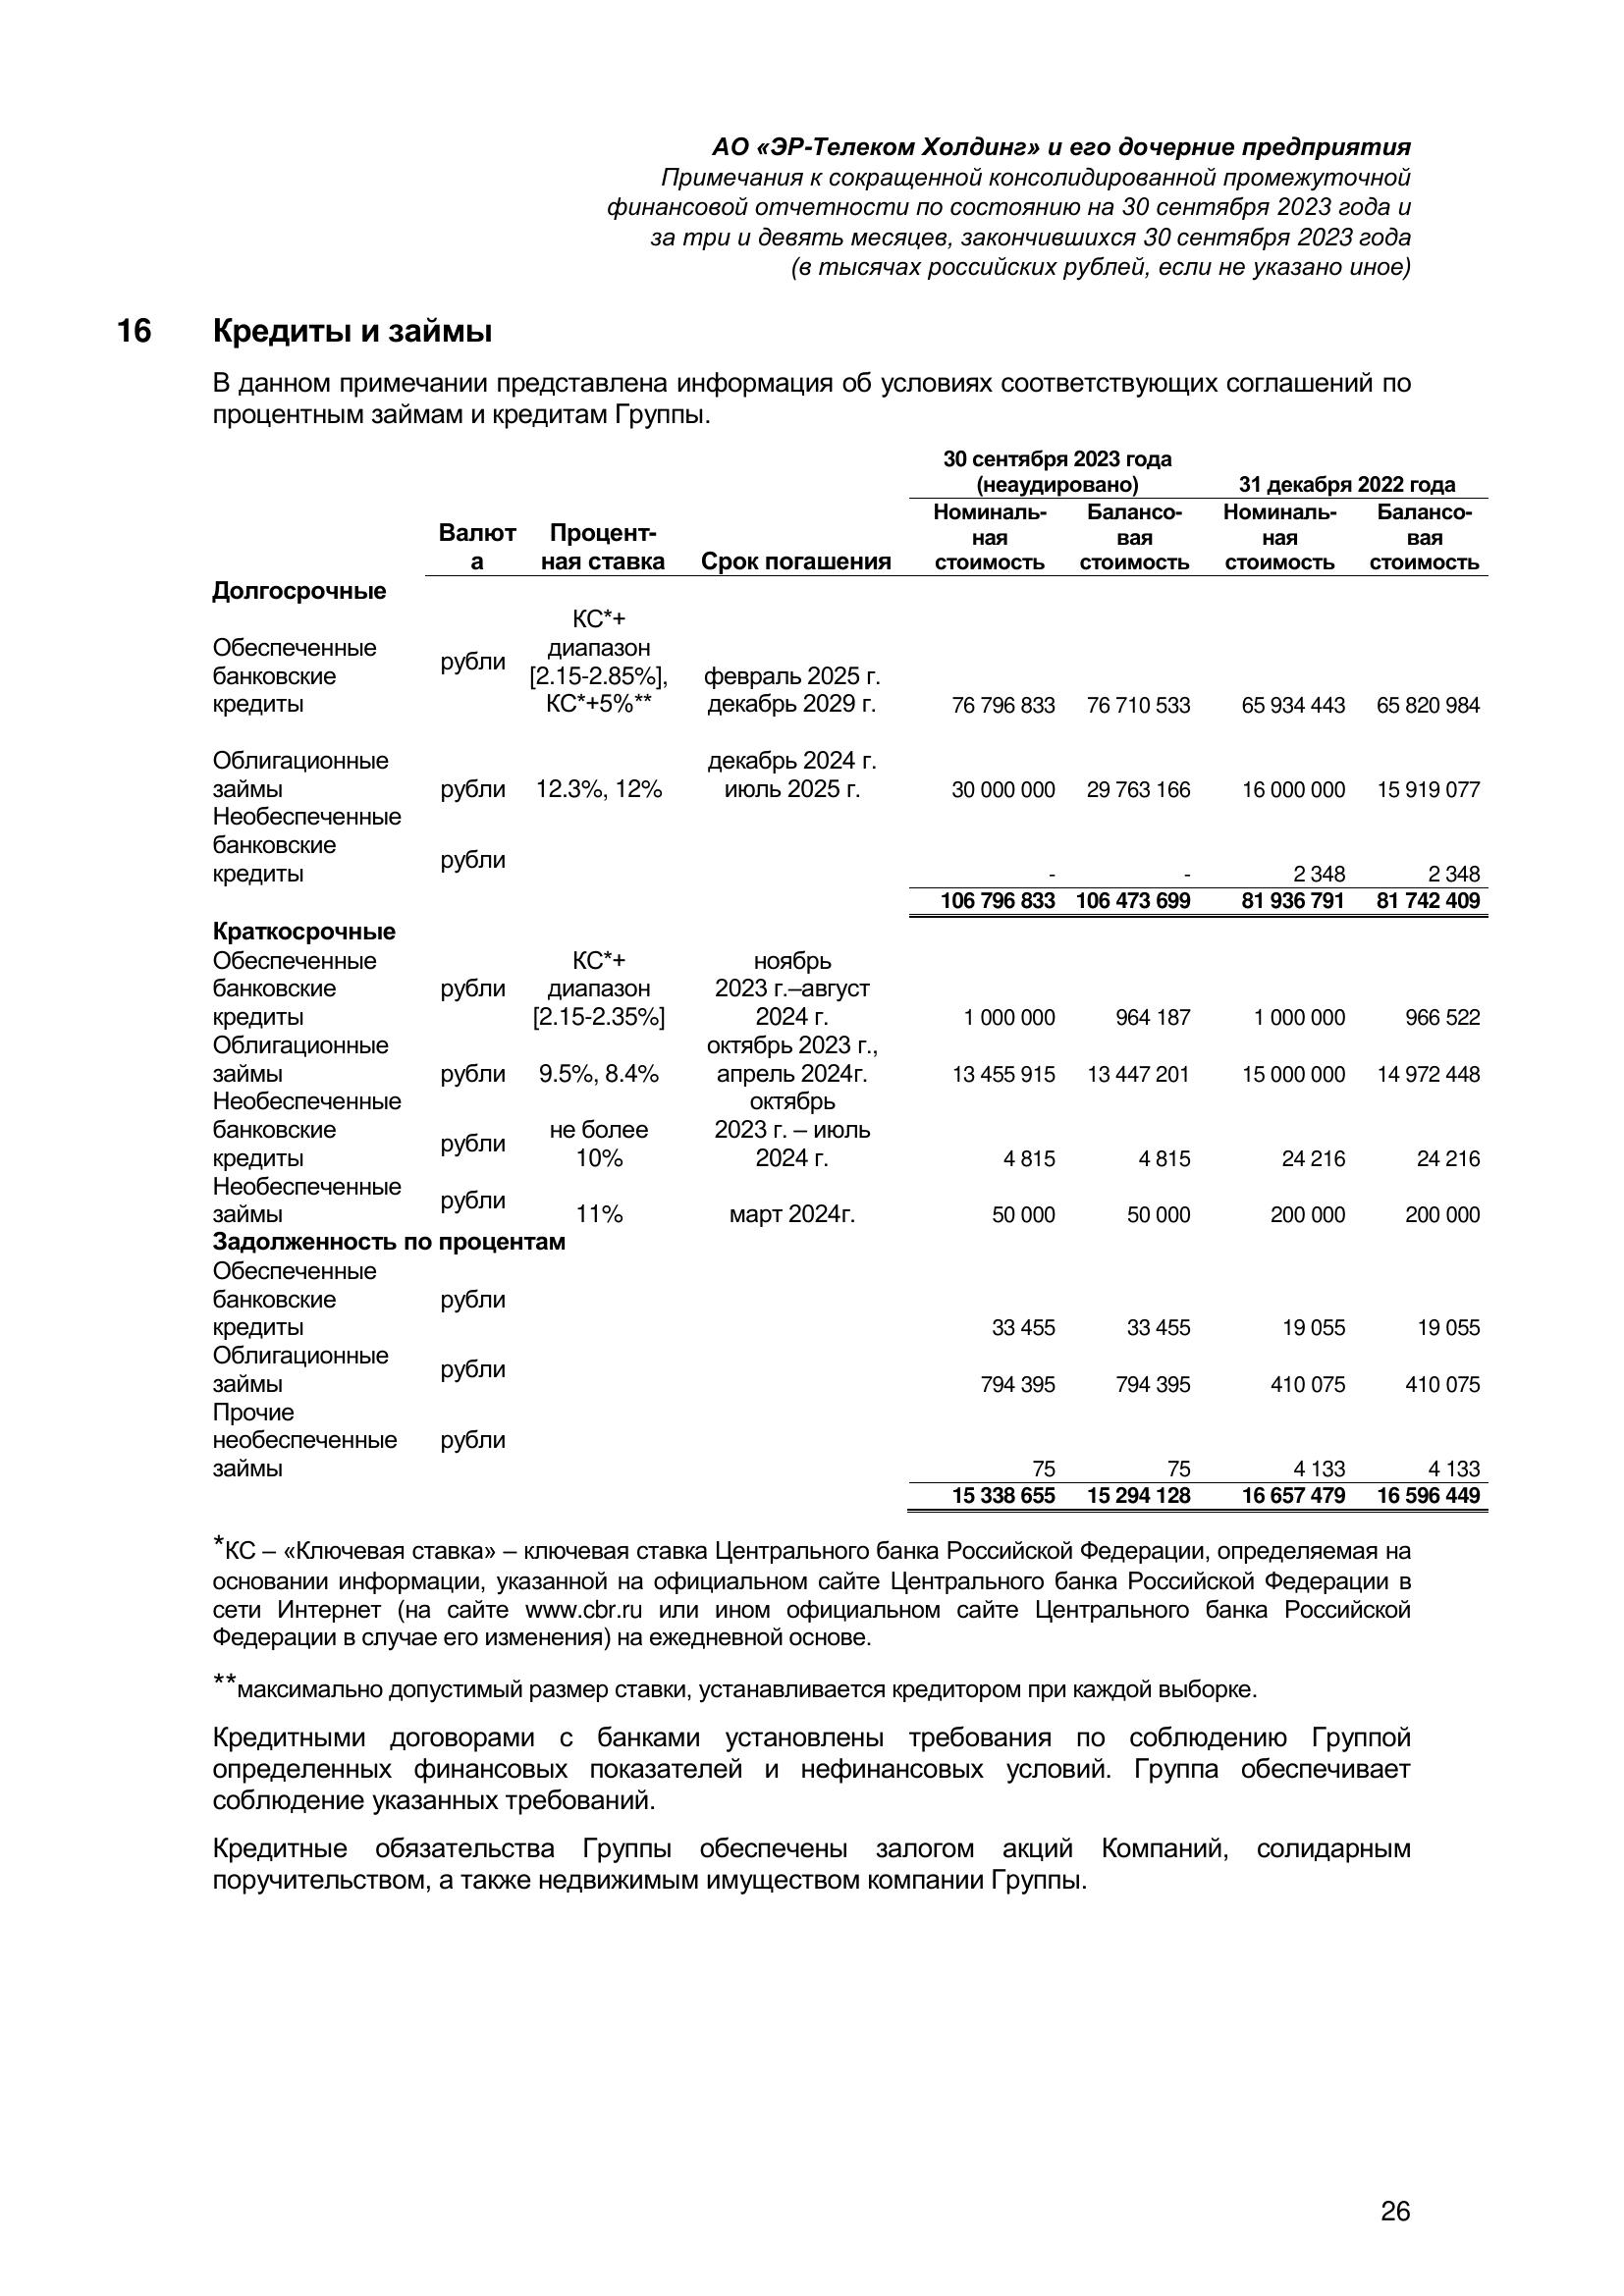 АО «ЭР-Телеком Холдинг» и его дочерние предприятия
Примечания к сокращенной консолидированной промежуточной
финансовой отчетности по состоянию на 30 сентября 2023 года и
за три и девять месяцев, закончившихся 30 сентября 2023 года
(в тысячах российских рублей, если не указано иное)
16 Кредиты и займы
В данном примечании представлена информация об условиях соответствующих соглашений по
процентным займам и кредитам Группы.
30 сентября 2023 года
(неаудировано) 31 декабря 2022 года
Номиналь- Балансо- Номиналь- Балансо-
Валют Процент- ная вая ная вая
а ная ставка Срок погашения стоимость стоимость стоимость стоимость
Долгосрочные
КС*+
Обеспеченные диапазон
банковские рубли [2.15-2.85%], февраль 2025 г.
кредиты КС*+5%** декабрь 2029 г. 76 796 833 76 710 533 65 934 443 65 820 984
Облигационные декабрь 2024 г.
займы рубли 12.3%, 12% июль 2025 г. 30 000 000 29 763 166 16 000 000 15 919 077
Необеспеченные
банковские рубли
кредиты - - 2 348 2 348
106 796 833 106 473 699 81 936 791 81 742 409
Краткосрочные
Обеспеченные КС*+ ноябрь
банковские рубли диапазон 2023 г.–август
кредиты [2.15-2.35%] 2024 г. 1 000 000 964 187 1 000 000 966 522
Облигационные октябрь 2023 г.,
займы рубли 9.5%, 8.4% апрель 2024г. 13 455 915 13 447 201 15 000 000 14 972 448
Необеспеченные октябрь
банковские рубли не более 2023 г. – июль
кредиты 10% 2024 г. 4 815 4 815 24 216 24 216
Необеспеченные рубли
займы 11% март 2024г. 50 000 50 000 200 000 200 000
Задолженность по процентам
Обеспеченные
банковские рубли
кредиты 33 455 33 455 19 055 19 055
Облигационные рубли
займы 794 395 794 395 410 075 410 075
Прочие
необеспеченные рубли
займы 75 75 4 133 4 133
15 338 655 15 294 128 16 657 479 16 596 449
*КС – «Ключевая ставка» – ключевая ставка Центрального банка Российской Федерации, определяемая на
основании информации, указанной на официальном сайте Центрального банка Российской Федерации в
сети Интернет (на сайте www.cbr.ru или ином официальном сайте Центрального банка Российской
Федерации в случае его изменения) на ежедневной основе.
**максимально допустимый размер ставки, устанавливается кредитором при каждой выборке.
Кредитными договорами с банками установлены требования по соблюдению Группой
определенных финансовых показателей и нефинансовых условий. Группа обеспечивает
соблюдение указанных требований.
Кредитные обязательства Группы обеспечены залогом акций Компаний, солидарным
поручительством, а также недвижимым имуществом компании Группы.
26